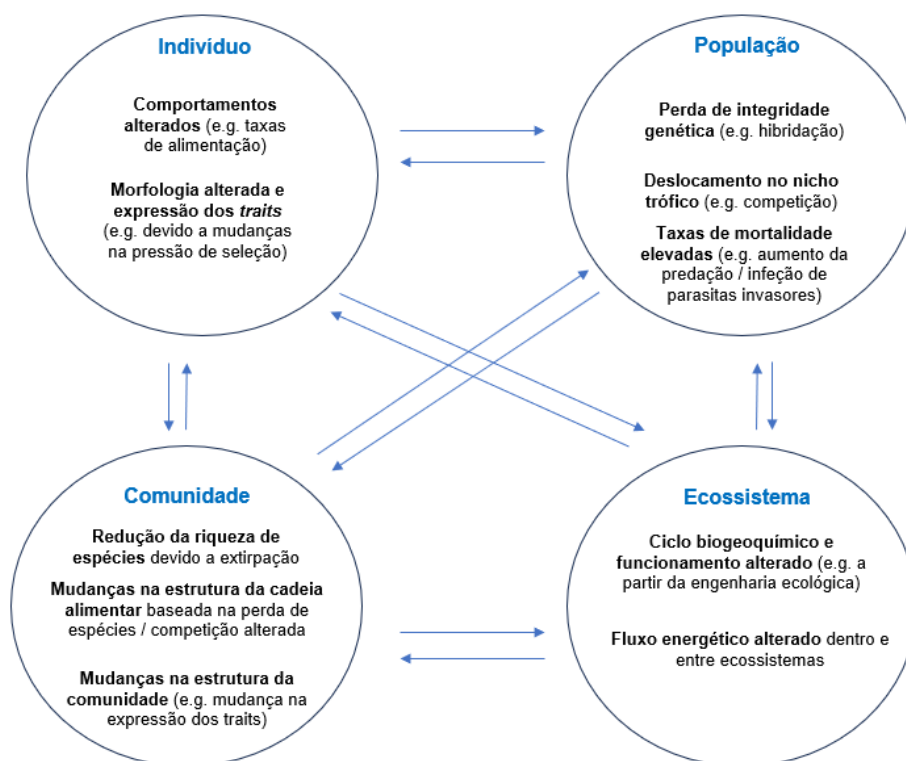 Indivíduo
Comportamentos
alterados (e.g. taxas
de alimentação)
Morfologia alterada e
expressão dos traits
(e.g. devido a mudanças
na pressão de seleção)
População
Perda de integridade
genética (e.g. hibridação)
Deslocamento no nicho
trófico (e.g. competição)
Taxas de mortalidade
elevadas (e.g. aumento da
predação / infeção de
parasitas invasores)
Comunidade
Redução da riqueza de
espécies devido a extirpação
Mudanças na estrutura da cadeia
alimentar baseada na perda de
espécies / competição alterada
Mudanças na estrutura da
comunidade (e.g. mudança na
expressão dos traits)
Ecossistema
Ciclo biogeoquímico e
funcionamento alterado (e.g. a
partir da engenharia ecológica)
Fluxo energético alterado dentro e
entre ecossistemas